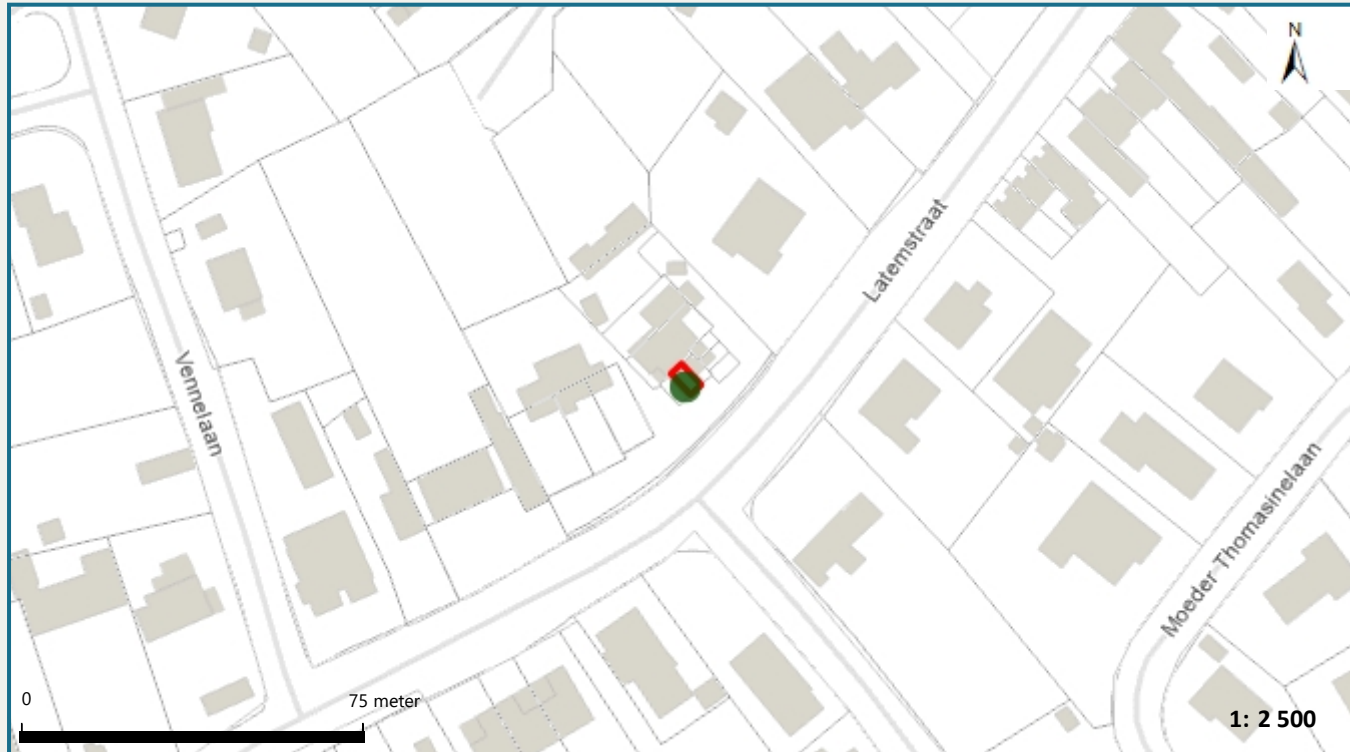 N
Latemstraat
Vennelaan
Moeder Thomasinelaan
0
75 meter
1: 2 500